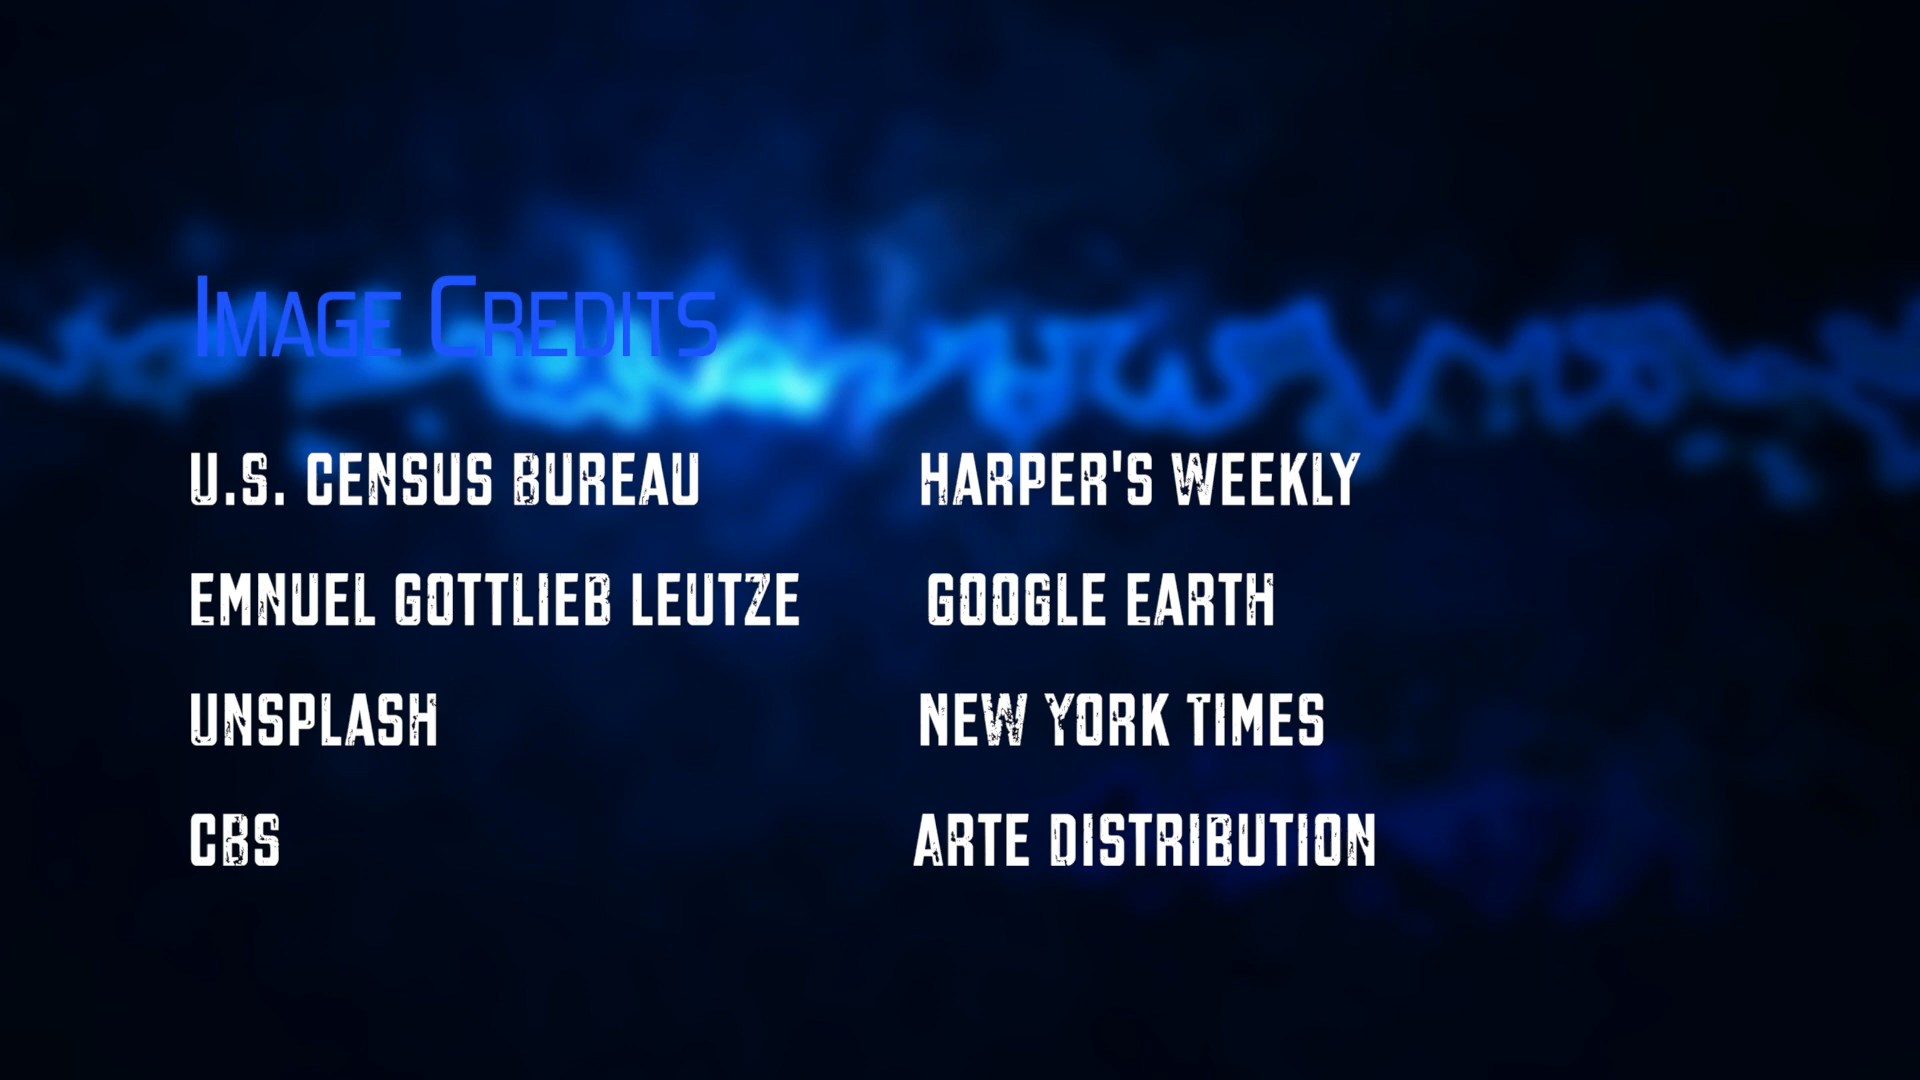 Image Credits
U.S. CENSUS BUREAU
HARPER'S WEEKLY
EMNUEL GOTTLIEB LEUTZE
GOOGLE EARTH
UNSPLASH
NEW YORK TIMES
CBS
ARTE DISTRIBUTION